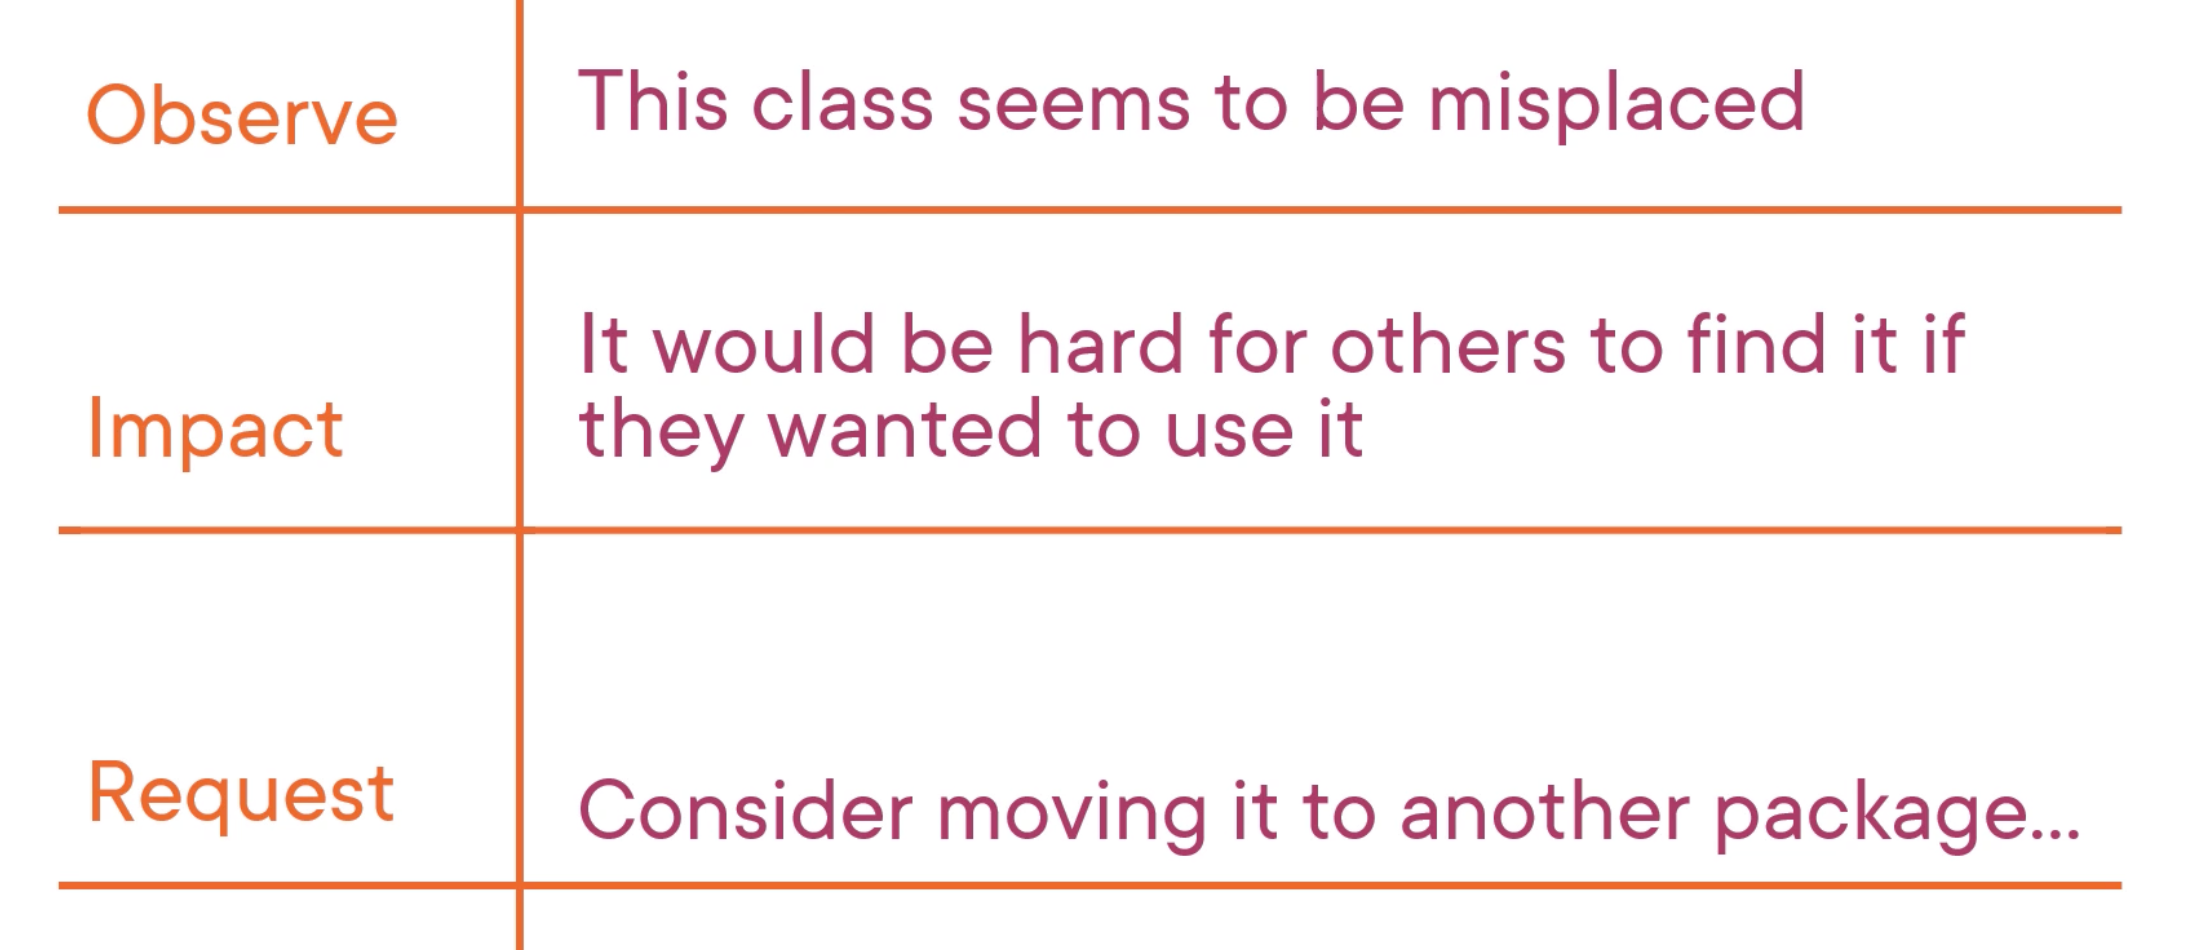 Observe
This class seems to be misplaced
Impact
It would be hard for others to find it if
they wanted to use it
Request
Consider moving it to another package...